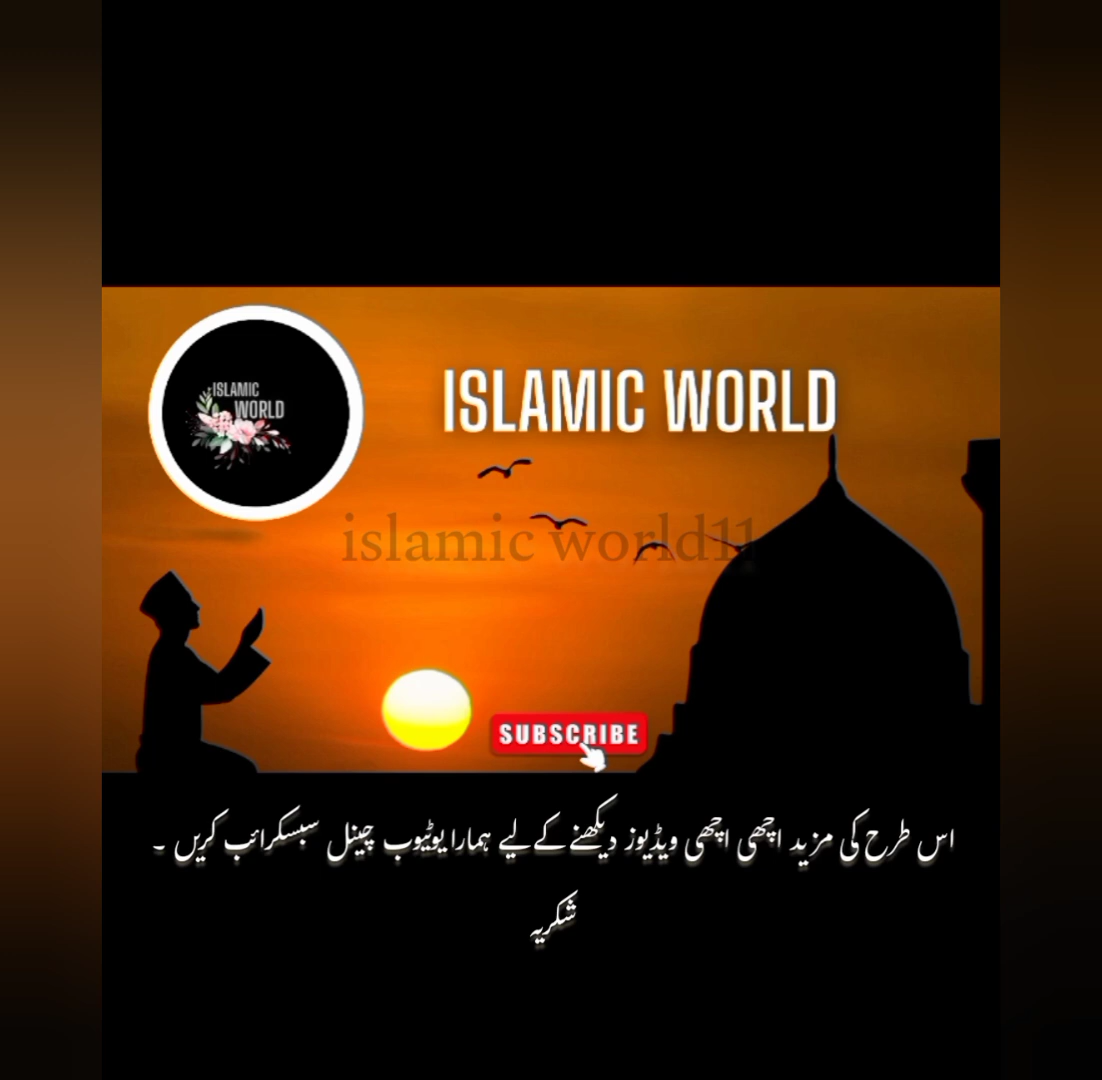 ISLAMIC
WORLD
ISLAMIC WORLD
islamic world11
SUBSCRIBE
اس طرح کی مزید اچھی اچھی ویڈیوز دیکھنے کے لیے ہمارا یوٹیوب چینل سبسکرائب کریں ۔
شکریہ